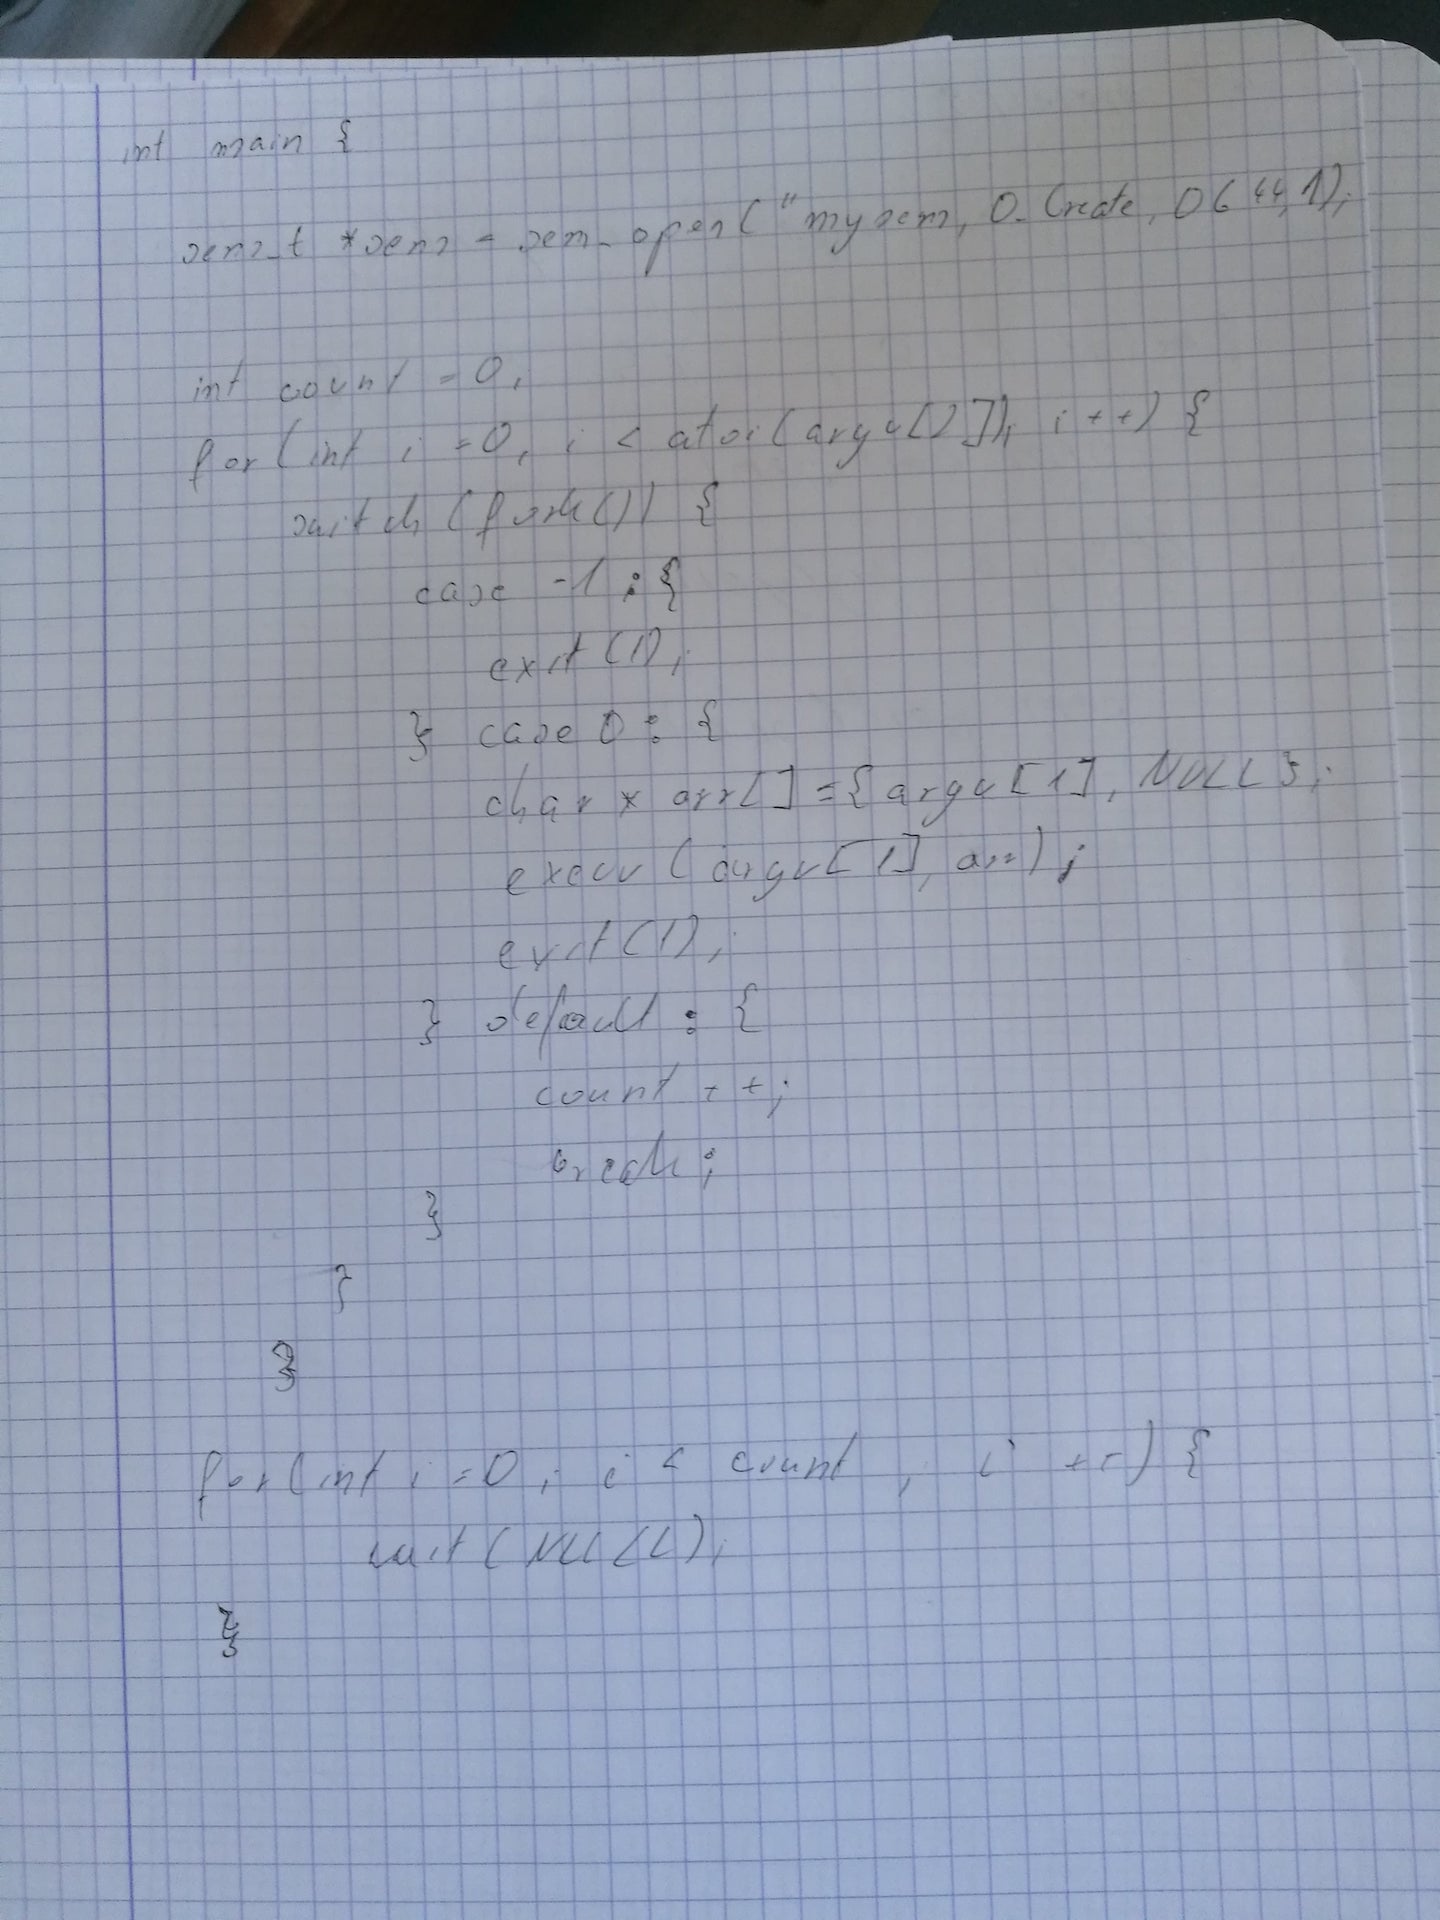 int main {
sem_t *sem = sem_open("mysem, O_Create, 0644, 1);
int count = 0;
for(int i = 0; i < atoi(argv[2]); i++) {
switch (fork()) {
case -1 : {
exit(1);
} case 0 : {
char * arr[] = { argv[1], NULL };
execv (argv[1], arr);
exit(1);
} default : {
count ++;
break;
}
}
}
for(int i = 0; i < count ; i ++) {
wait(NULL);
}